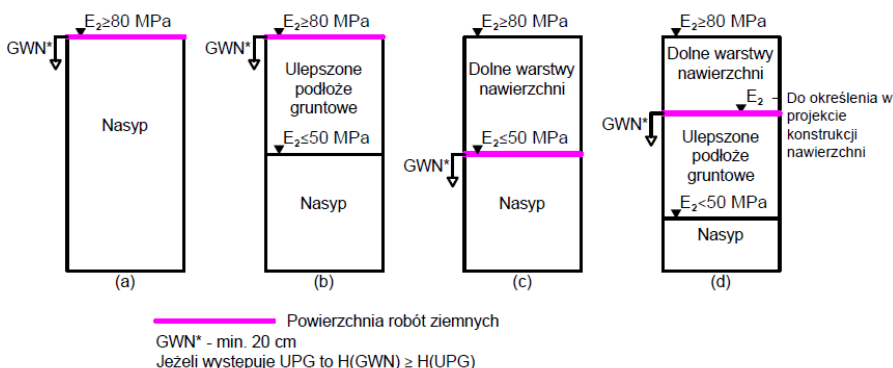 E₂≥80 MPa
GWN*
Nasyp
(a)
E₂≥80 MPa
GWN*
Ulepszone
podłoże
gruntowe
E₂≤50 MPa
Nasyp
(b)
E₂≥80 MPa
Dolne warstwy
nawierzchni
E₂≤50 MPa
GWN*
Nasyp
(c)
E₂≥80 MPa
Dolne warstwy
nawierzchni
E₂ – Do określenia w
projekcie
konstrukcji
nawierzchni
GWN*
Ulepszone
podłoże
gruntowe
E₂<50 MPa
Nasyp
(d)
Powierzchnia robót ziemnych
GWN* - min. 20 cm
Jeżeli występuje UPG to H(GWN) ≥ H(UPG)